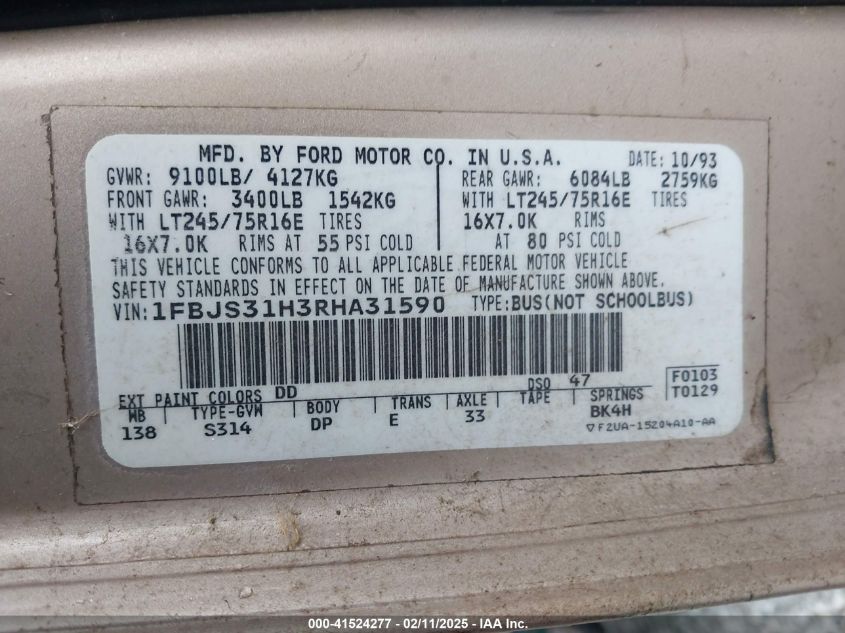 MFD. BY FORD MOTOR CO. IN U.S.A. DATE: 10/93
GVWR: 9100LB/ 4127KG
FRONT GAWR: 3400LB 1542KG
WITH LT245/75R16E TIRES
16X7.0K RIMS AT 55 PSI COLD
REAR GAWR: 6084LB 2759KG
WITH LT245/75R16E TIRES
16X7.0K RIMS
AT 80 PSI COLD
THIS VEHICLE CONFORMS TO ALL APPLICABLE FEDERAL MOTOR VEHICLE
SAFETY STANDARDS IN EFFECT ON THE DATE OF MANUFACTURE SHOWN ABOVE.
VIN: 1FBJS31H3RHA31590 TYPE: BUS(NOT SCHOOLBUS)
F0103
T0129
EXT PAINT COLORS DD DSO 47
WB TYPE-GVW BODY TRANS AXLE TAPE SPRINGS
138 S314 DP E 33 BK4H
▽F2UA-15204A10-AA
000-41524277 - 02/11/2025 - IAA Inc.